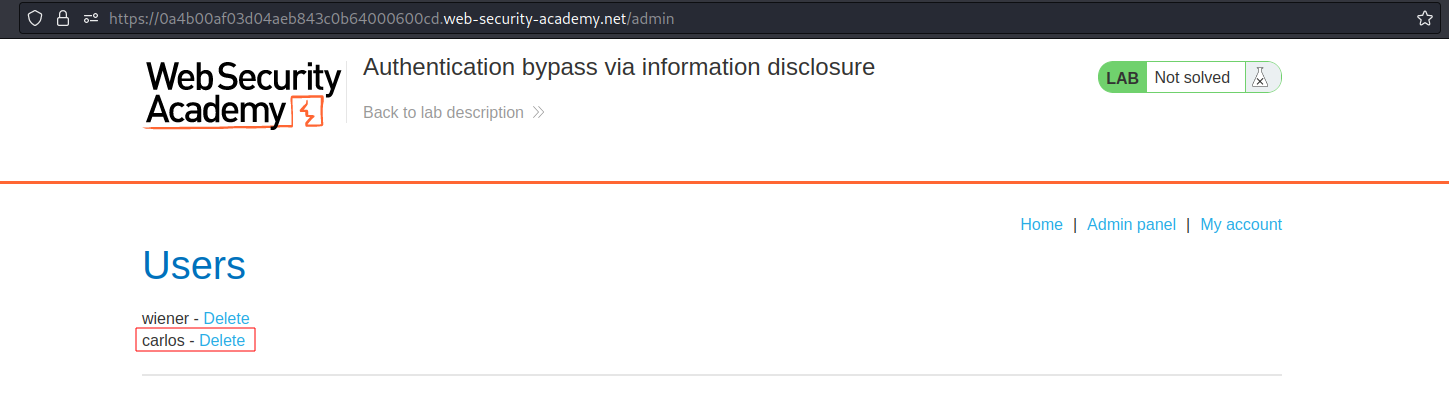 https://0a4b00af03d04aeb843c0b64000600cd.web-security-academy.net/admin
Web Security
Academy
Authentication bypass via information disclosure
Back to lab description
LAB Not solved
Home | Admin panel | My account
Users
wiener - Delete
carlos - Delete